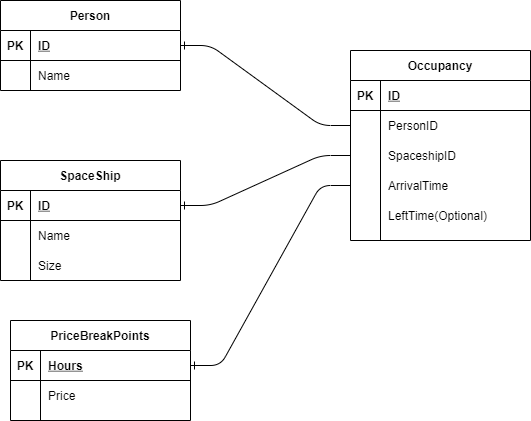 Person
PK ID
Name
Occupancy
PK ID
PersonID
SpaceshipID
ArrivalTime
LeftTime(Optional)
SpaceShip
PK ID
Name
Size
PriceBreakPoints
PK Hours
Price